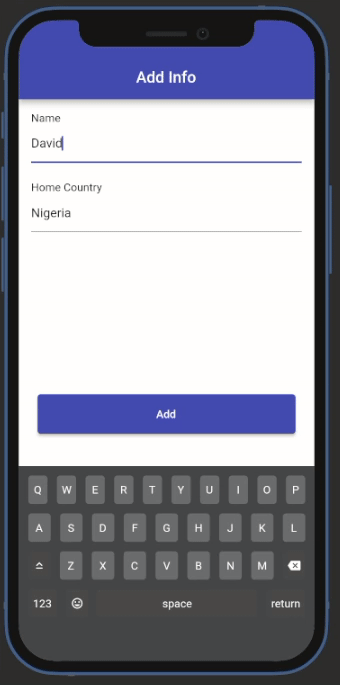 Add Info
Name
David
Home Country
Nigeria
Add
Q W E R T Y U I O P
A S D F G H J K L
Z X C V B N M
123 space return